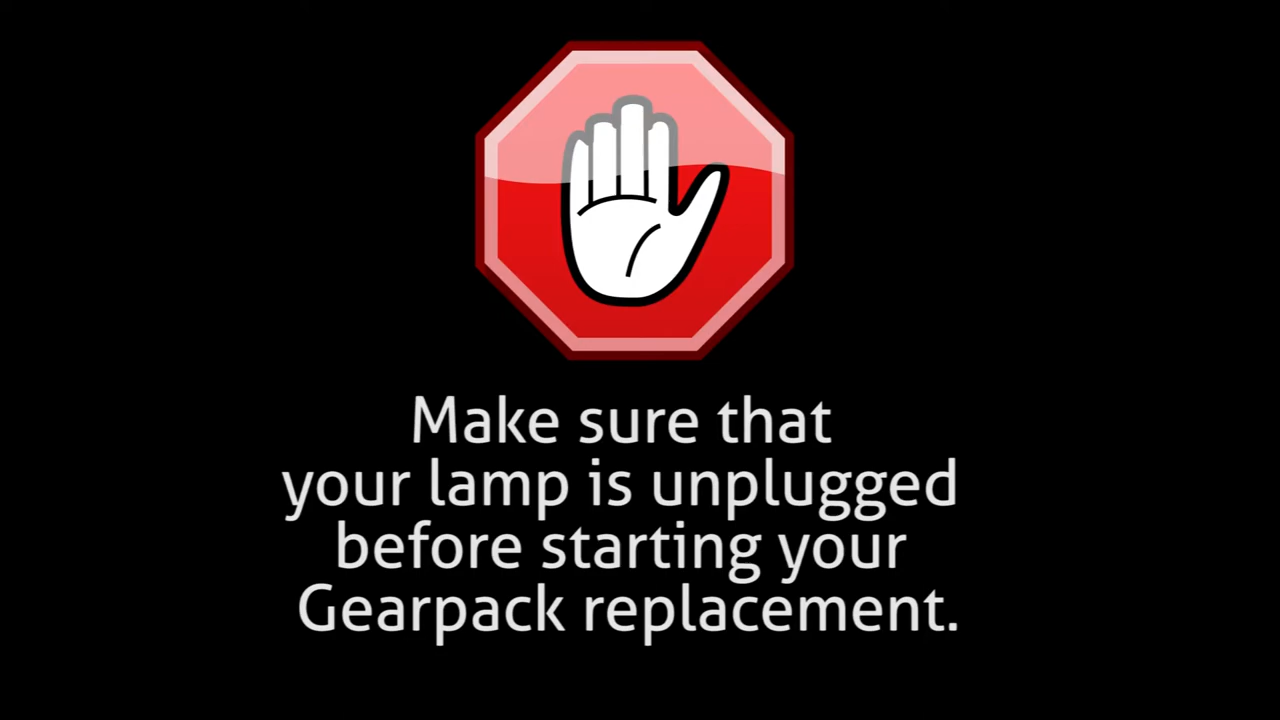 Make sure that
your lamp is unplugged
before starting your
Gearpack replacement.